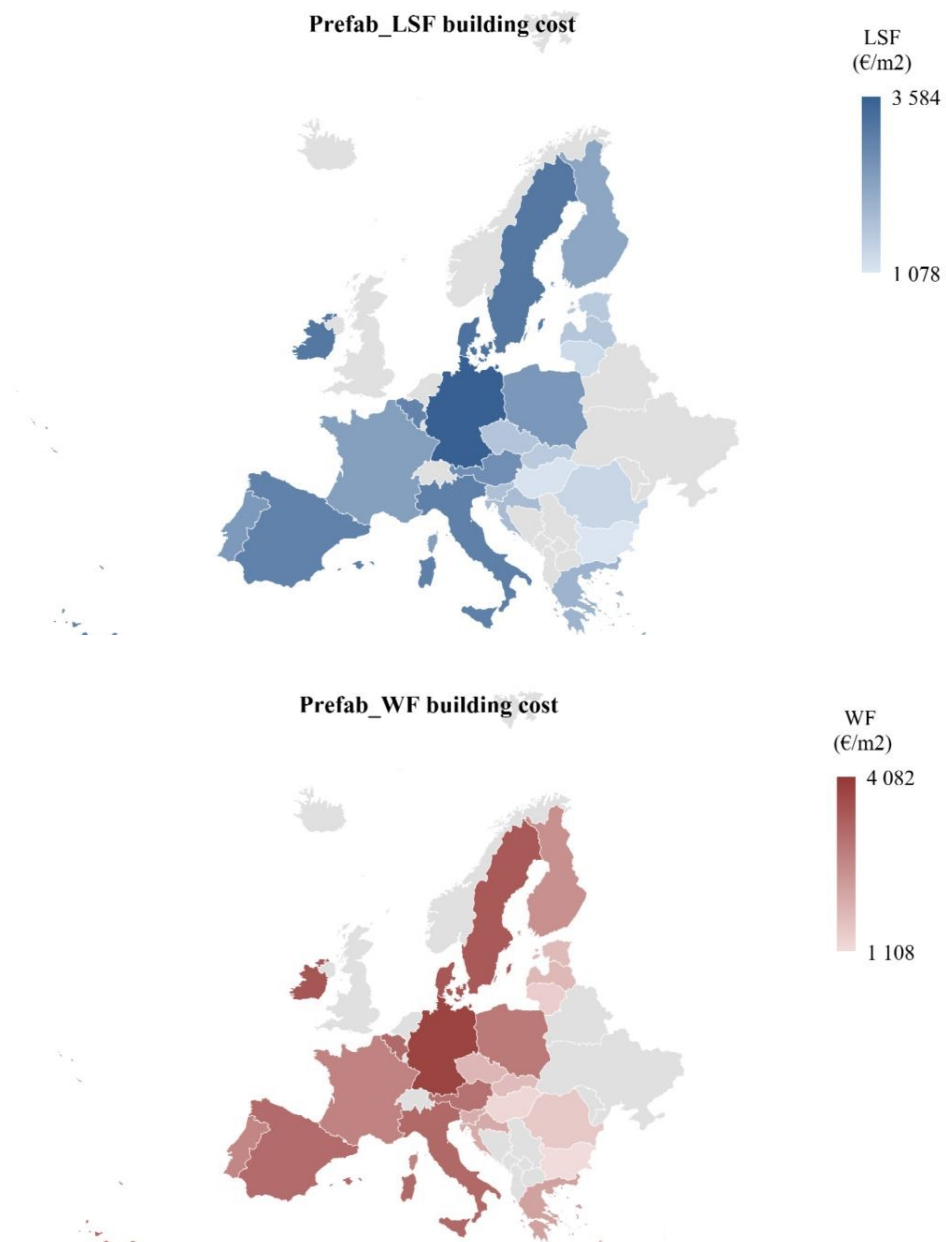 Prefab_LSF building cost
LSF
(€/m2)
3 584
1 078
Prefab_WF building cost
WF
(€/m2)
4 082
1 108